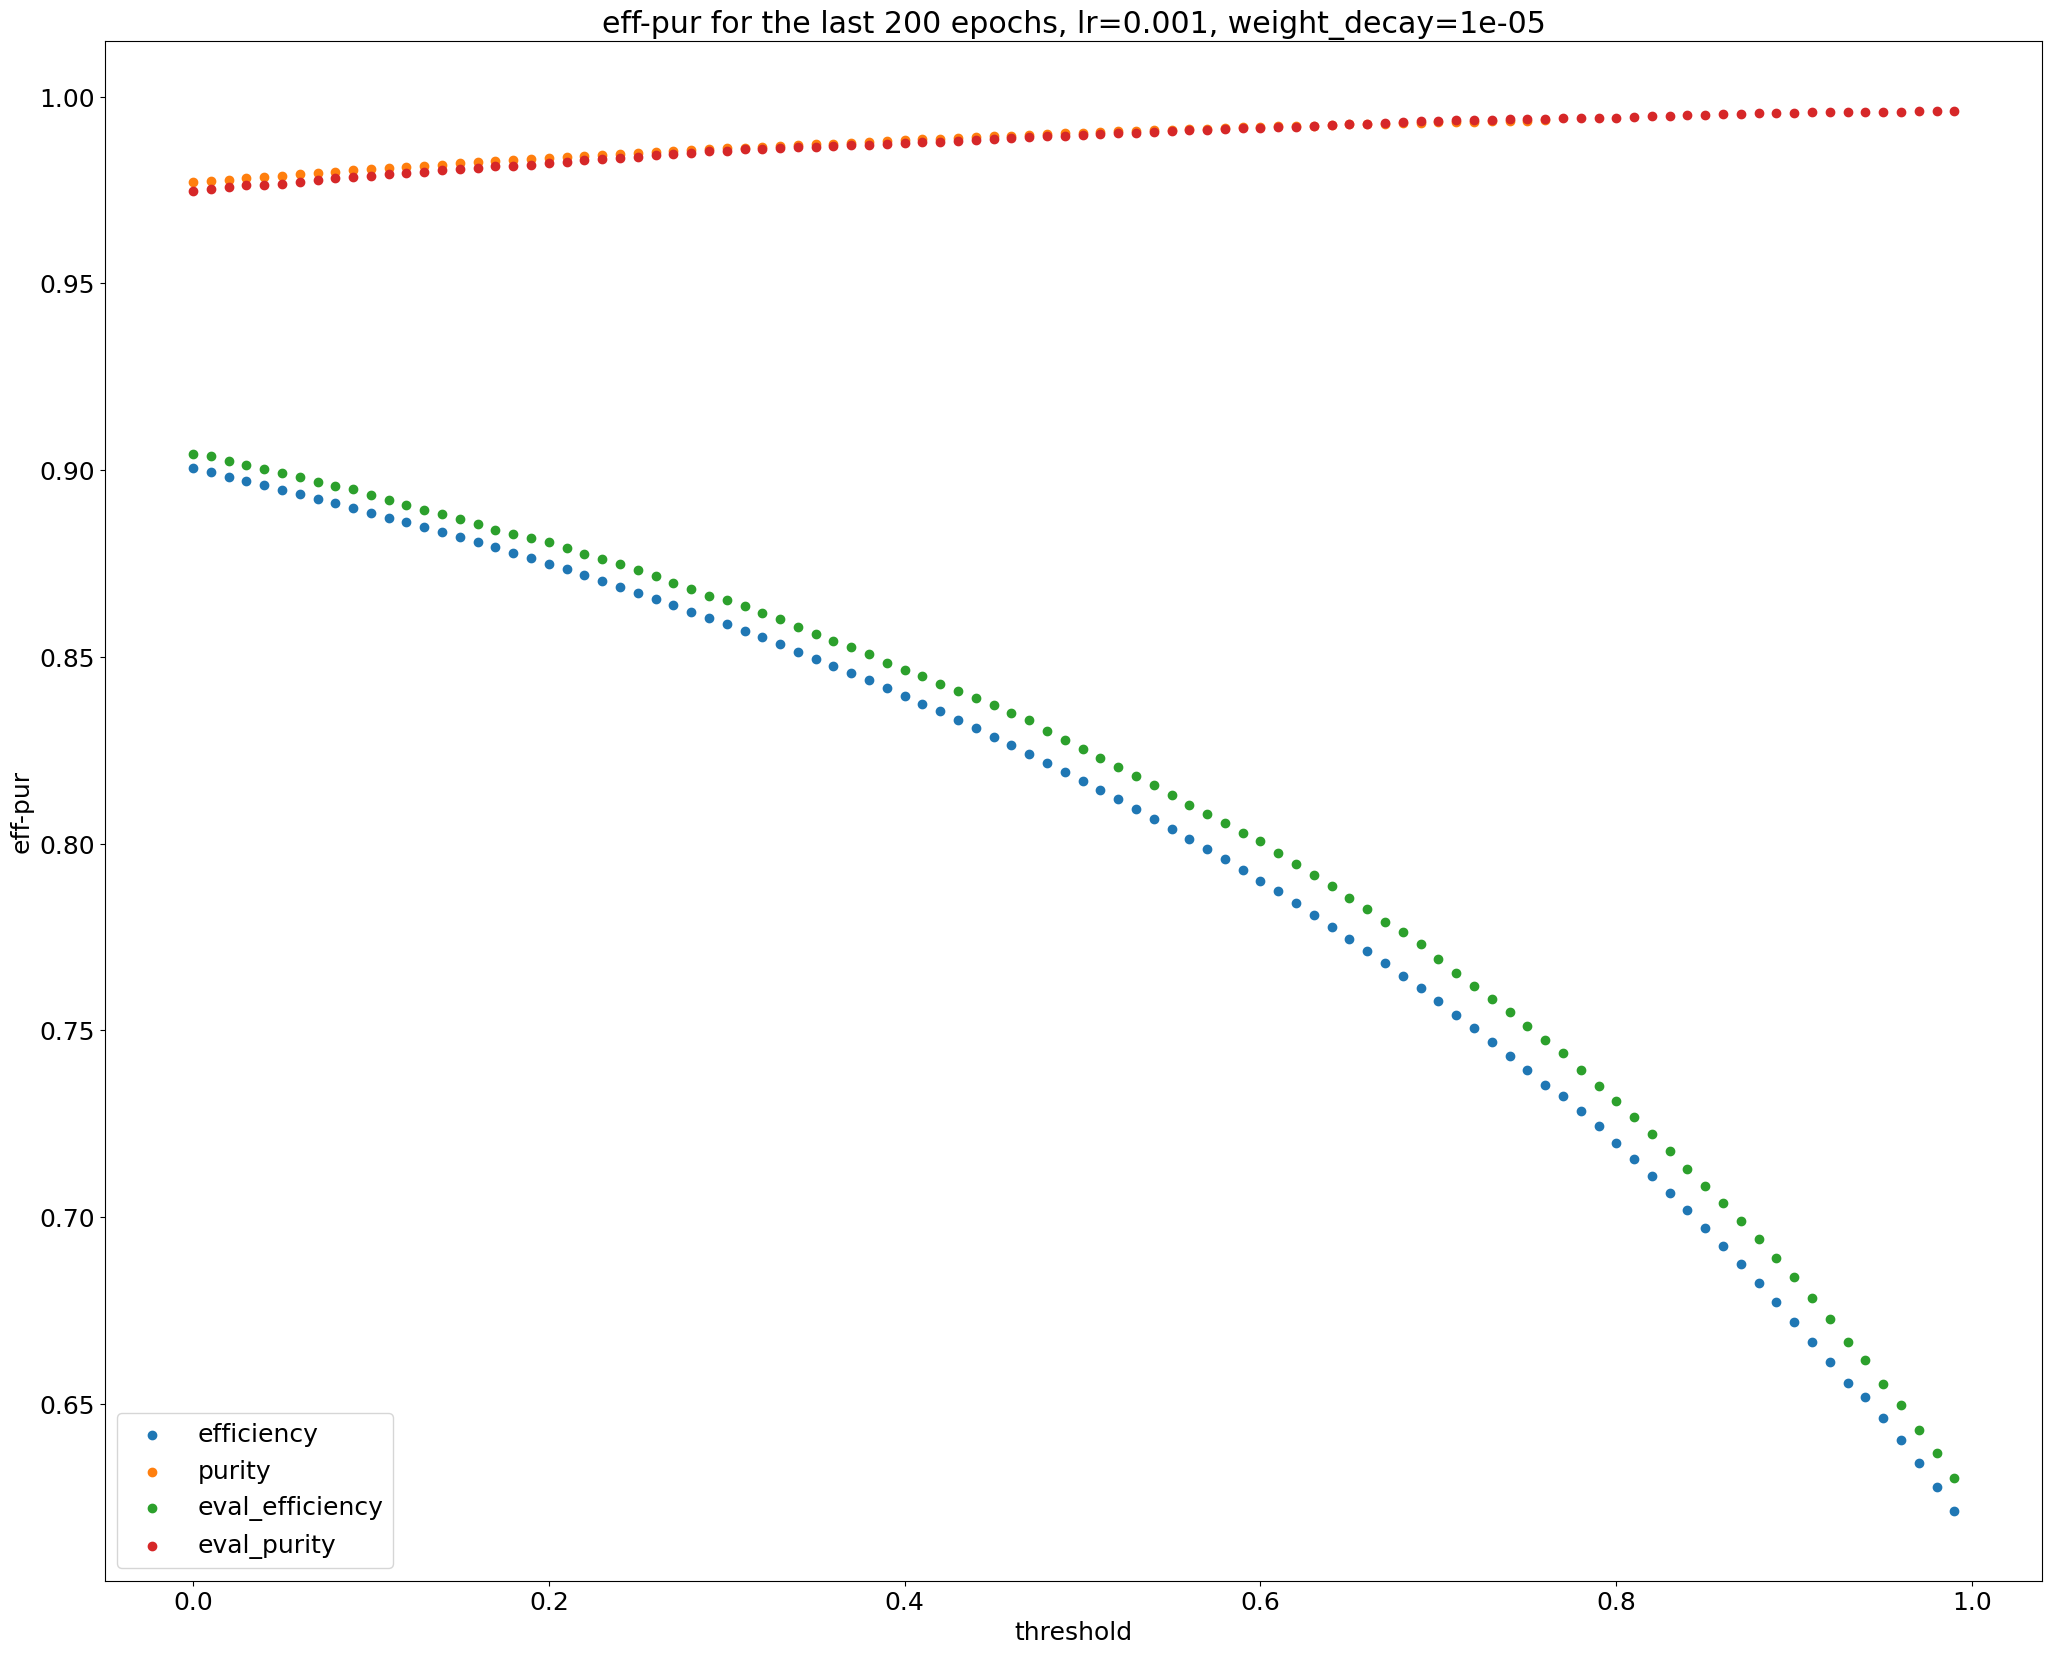 eff-pur for the last 200 epochs, lr=0.001, weight_decay=1e-05
1.00
0.95
0.90
0.85
0.80
0.75
0.70
0.65
eff-pur
efficiency
purity
eval_efficiency
eval_purity
0.0 0.2 0.4 0.6 0.8 1.0
threshold